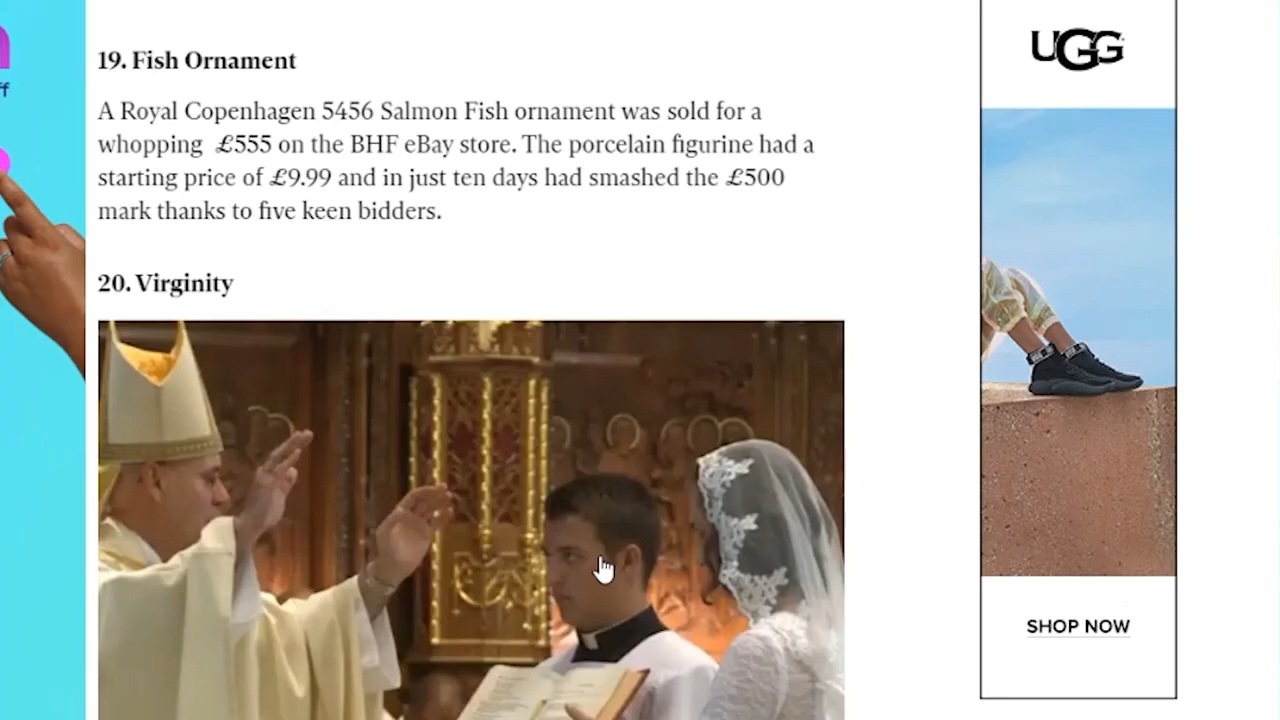 19. Fish Ornament
A Royal Copenhagen 5456 Salmon Fish ornament was sold for a
whopping £555 on the BHF eBay store. The porcelain figurine had a
starting price of £9.99 and in just ten days had smashed the £500
mark thanks to five keen bidders.
20. Virginity
UGG
SHOP NOW